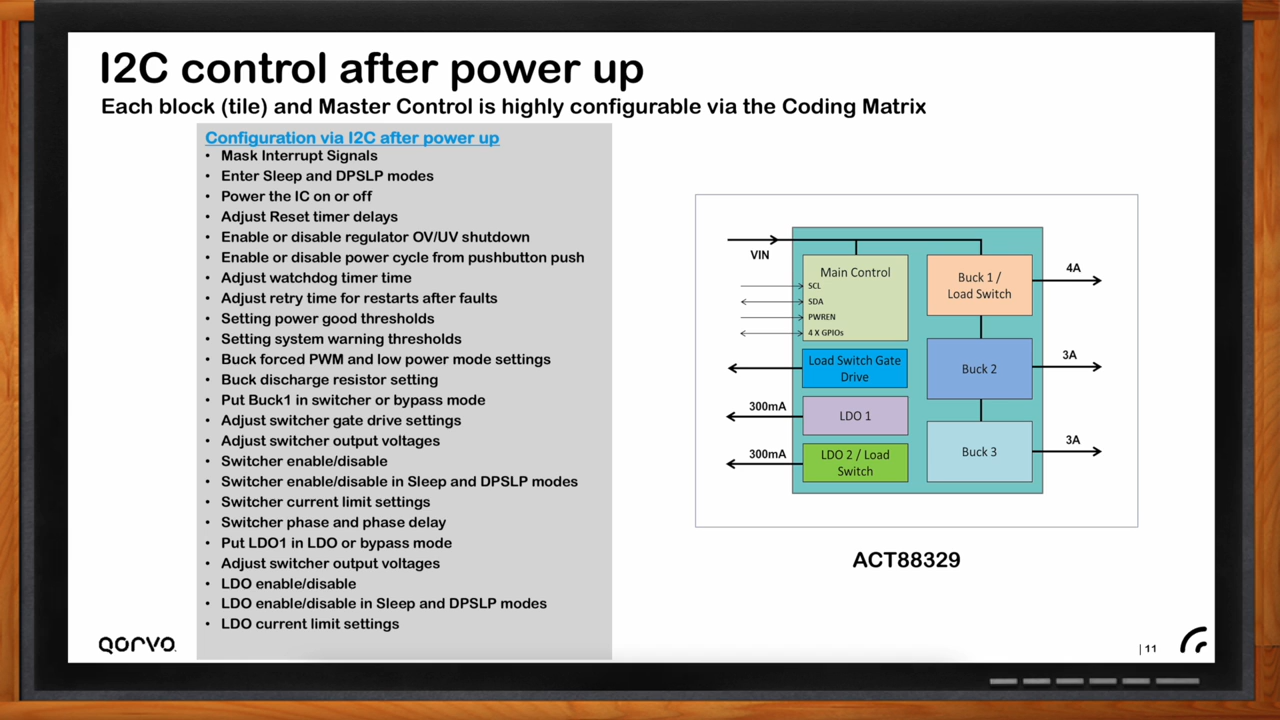 I2C control after power up
Each block (tile) and Master Control is highly configurable via the Coding Matrix
Configuration via I2C after power up
• Mask Interrupt Signals
• Enter Sleep and DPSLP modes
• Power the IC on or off
• Adjust Reset timer delays
• Enable or disable regulator OV/UV shutdown
• Enable or disable power cycle from pushbutton push
• Adjust watchdog timer time
• Adjust retry time for restarts after faults
• Setting power good thresholds
• Setting system warning thresholds
• Buck forced PWM and low power mode settings
• Buck discharge resistor setting
• Put Buck1 in switcher or bypass mode
• Adjust switcher gate drive settings
• Adjust switcher output voltages
• Switcher enable/disable
• Switcher enable/disable in Sleep and DPSLP modes
• Switcher current limit settings
• Switcher phase and phase delay
• Put LDO1 in LDO or bypass mode
• Adjust switcher output voltages
• LDO enable/disable
• LDO enable/disable in Sleep and DPSLP modes
• LDO current limit settings
VIN
Main Control
SCL
SDA
PWREN
4 X GPIOs
Load Switch Gate
Drive
300mA
LDO 1
300mA
LDO 2 / Load
Switch
Buck 1 /
Load Switch
4A
Buck 2
3A
Buck 3
3A
ACT88329
QORVO
| 11